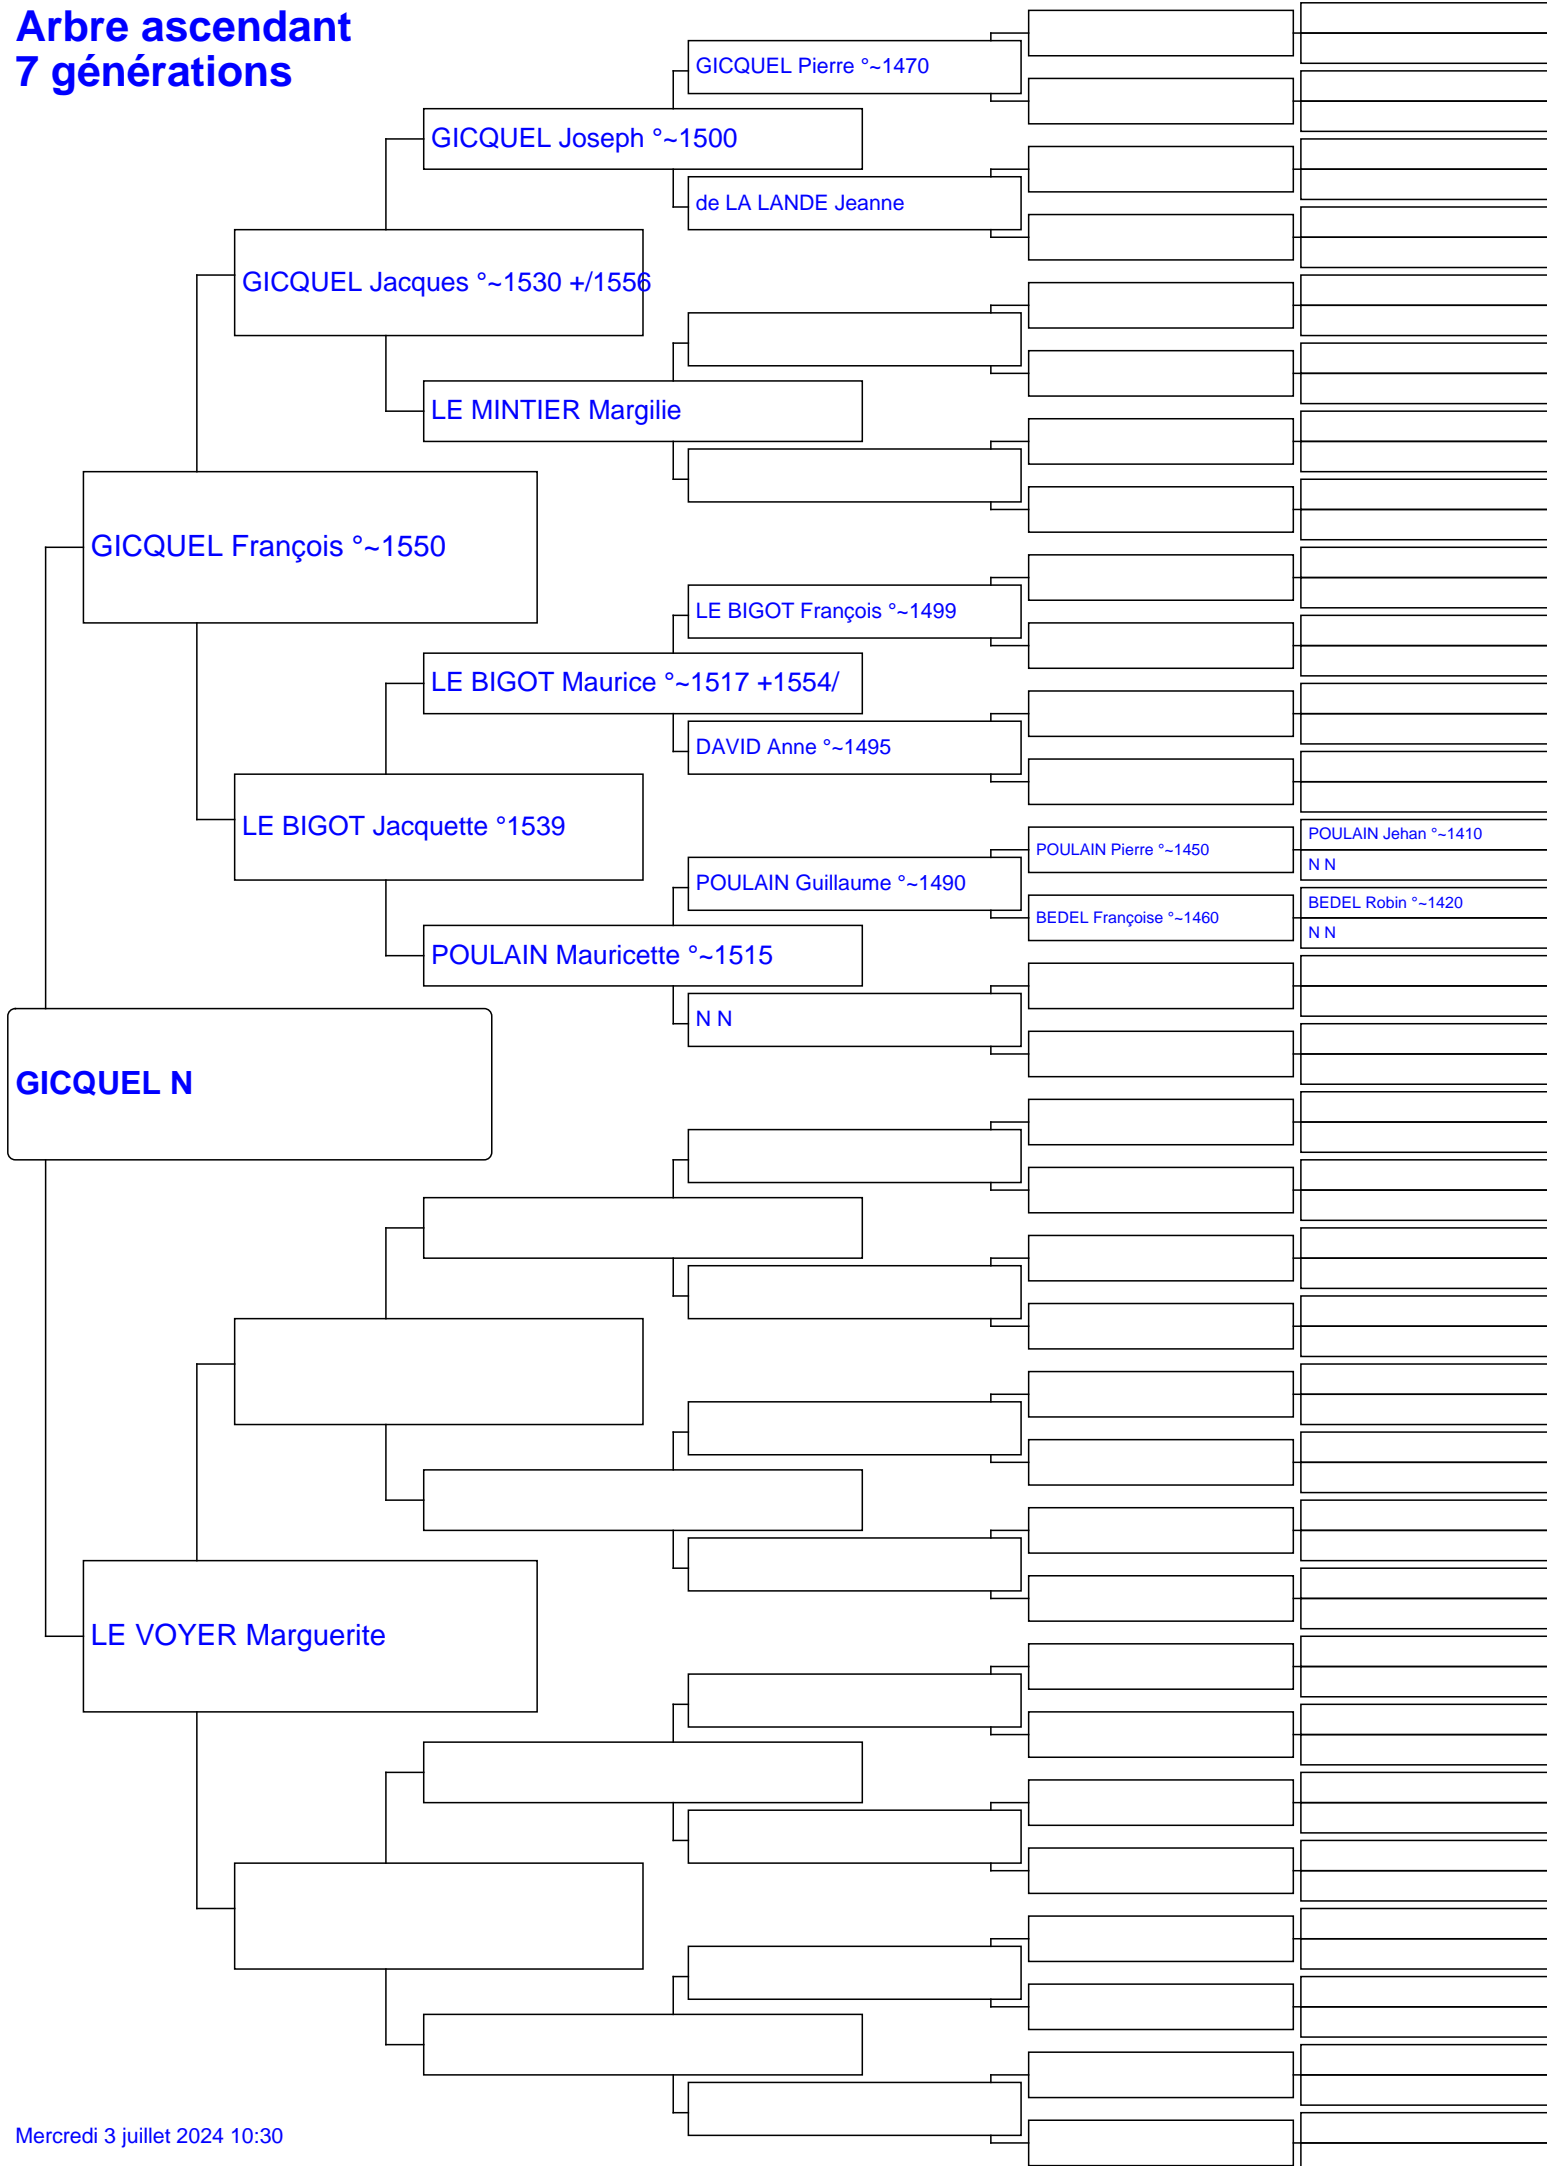 Arbre ascendant
7 générations
GICQUEL Pierre °~1470
GICQUEL Joseph °~1500
de LA LANDE Jeanne
GICQUEL Jacques °~1530 +/1556
LE MINTIER Margilie
GICQUEL François °~1550
LE BIGOT François °~1499
LE BIGOT Maurice °~1517 +1554/
DAVID Anne °~1495
LE BIGOT Jacquette °1539
POULAIN Jehan °~1410
POULAIN Pierre °~1450
N N
POULAIN Guillaume °~1490
BEDEL Robin °~1420
BEDEL Françoise °~1460
N N
POULAIN Mauricette °~1515
N N
GICQUEL N
LE VOYER Marguerite
Mercredi 3 juillet 2024 10:30